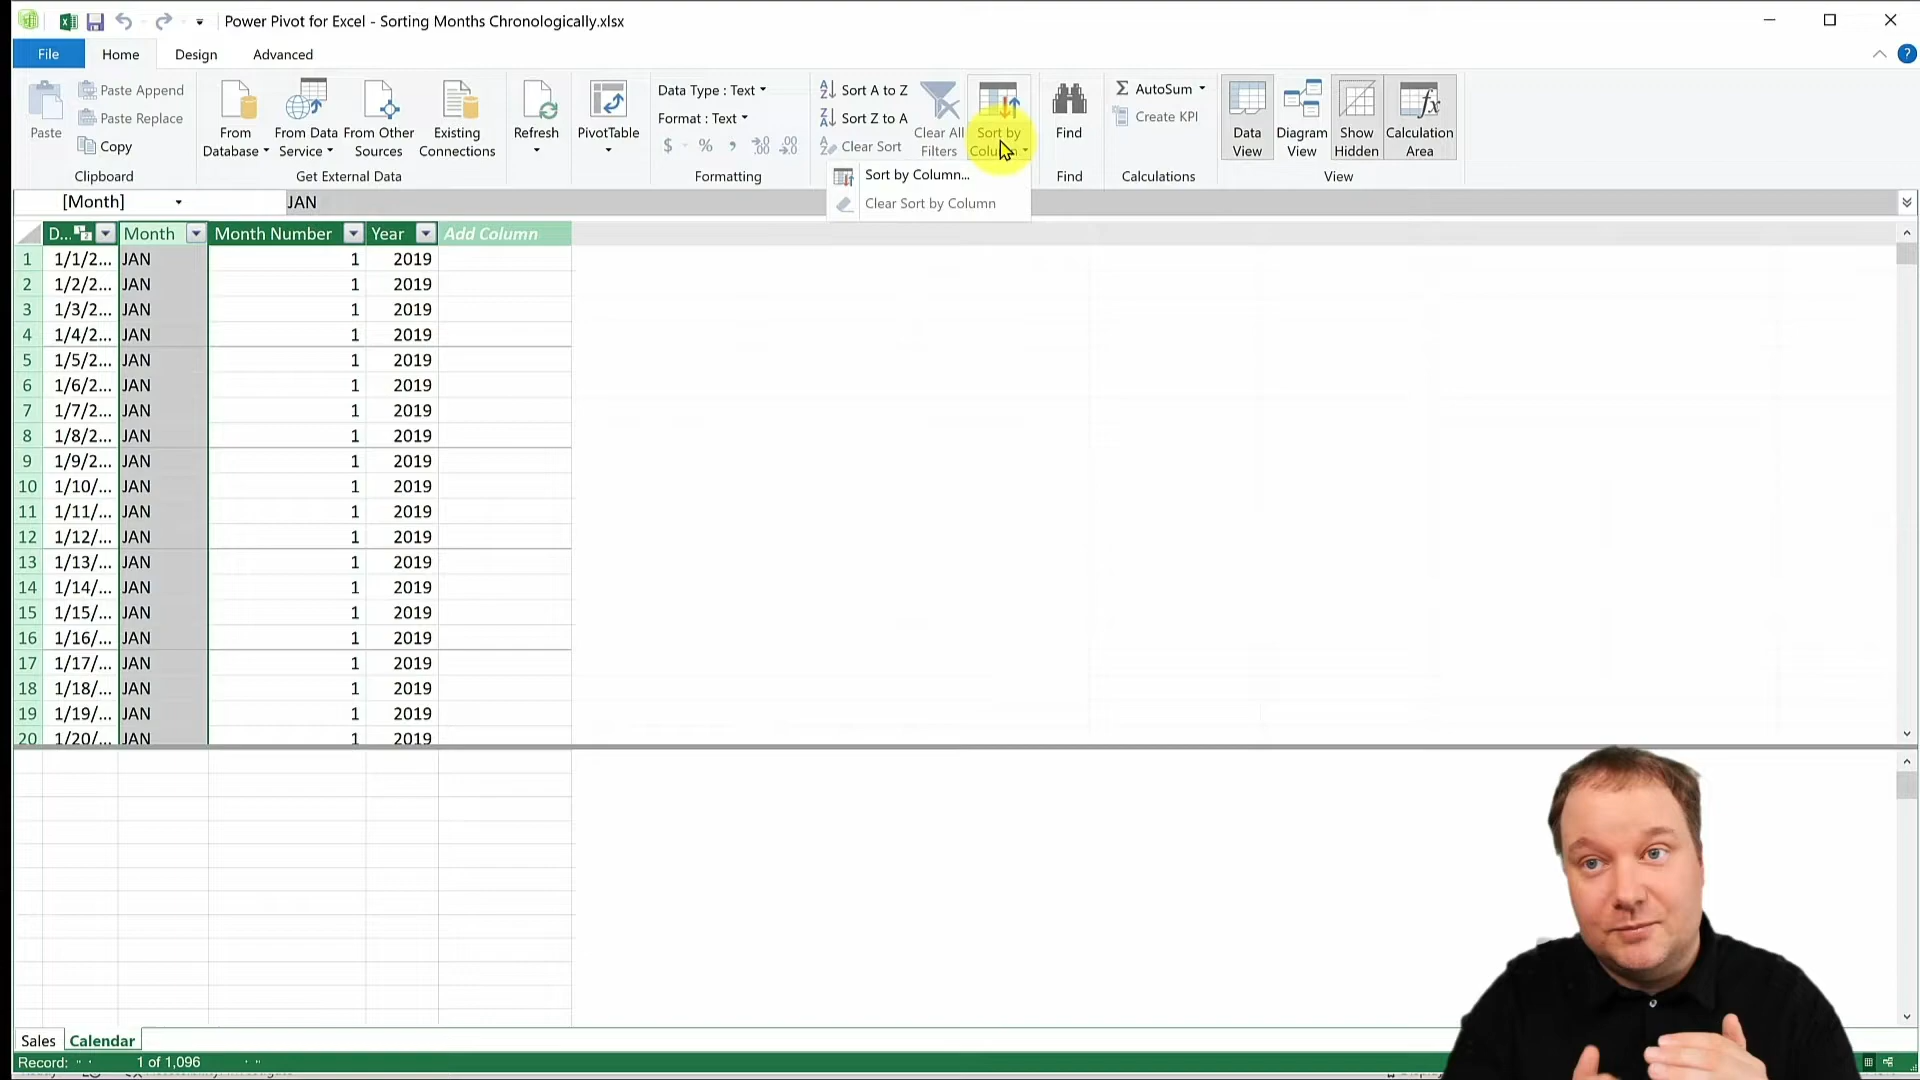 Power Pivot for Excel - Sorting Months Chronologically.xlsx
File Home Design Advanced
Paste
Paste Append
Paste Replace
Copy
Clipboard
From Database
From Data Service
From Other Sources
Existing Connections
Get External Data
Refresh
PivotTable
Data Type : Text
Format : Text
$ % , .00 .00
Formatting
Sort A to Z
Sort Z to A
Clear Sort
Clear All Filters
Sort by Column
Sort by Column...
Clear Sort by Column
Find
Find
AutoSum
Create KPI
Calculations
Data View
Diagram View
Show Hidden
Calculation Area
View
[Month] JAN
D... Month Month Number Year Add Column
1 1/1/2... JAN 1 2019
2 1/2/2... JAN 1 2019
3 1/3/2... JAN 1 2019
4 1/4/2... JAN 1 2019
5 1/5/2... JAN 1 2019
6 1/6/2... JAN 1 2019
7 1/7/2... JAN 1 2019
8 1/8/2... JAN 1 2019
9 1/9/2... JAN 1 2019
10 1/10/... JAN 1 2019
11 1/11/... JAN 1 2019
12 1/12/... JAN 1 2019
13 1/13/... JAN 1 2019
14 1/14/... JAN 1 2019
15 1/15/... JAN 1 2019
16 1/16/... JAN 1 2019
17 1/17/... JAN 1 2019
18 1/18/... JAN 1 2019
19 1/19/... JAN 1 2019
20 1/20/... JAN 1 2019
Sales Calendar
Record: 1 of 1,096